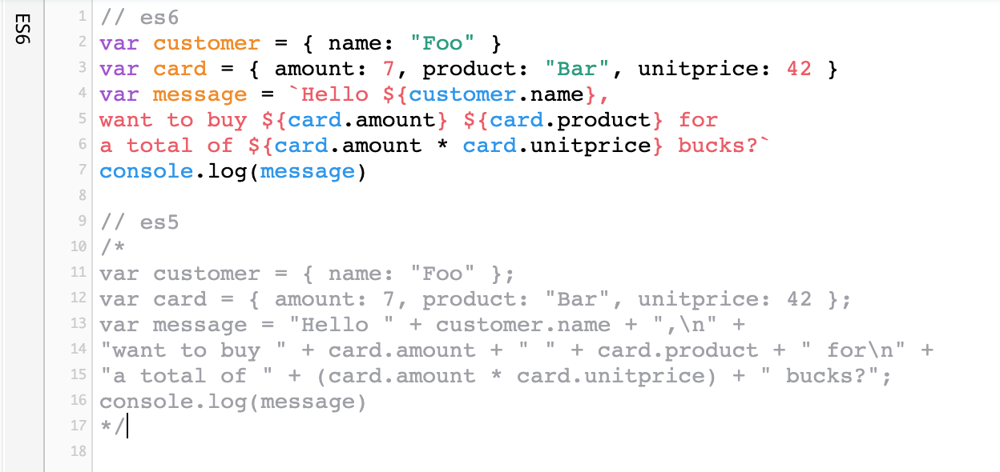 ES6
1 // es6
2 var customer = { name: "Foo" }
3 var card = { amount: 7, product: "Bar", unitprice: 42 }
4 var message = `Hello ${customer.name},
5 want to buy ${card.amount} ${card.product} for
6 a total of ${card.amount * card.unitprice} bucks?`
7 console.log(message)
8
9 // es5
10 /*
11 var customer = { name: "Foo" };
12 var card = { amount: 7, product: "Bar", unitprice: 42 };
13 var message = "Hello " + customer.name + ",\n" +
14 "want to buy " + card.amount + " " + card.product + " for\n" +
15 "a total of " + (card.amount * card.unitprice) + " bucks?";
16 console.log(message)
17 */
18